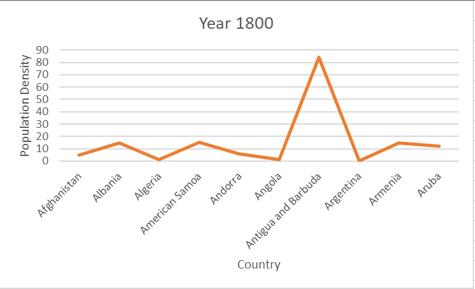 Year 1800
Population Density
90
80
70
60
50
40
30
20
10
0
Afghanistan
Albania
Algeria
American Samoa
Andorra
Angola
Antigua and Barbuda
Argentina
Armenia
Aruba
Country